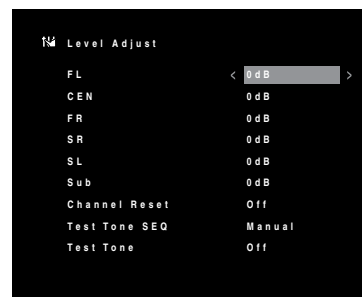 Level Adjust
FL < 0dB >
CEN 0dB
FR 0dB
SR 0dB
SL 0dB
Sub 0dB
Channel Reset Off
Test Tone SEQ Manual
Test Tone Off